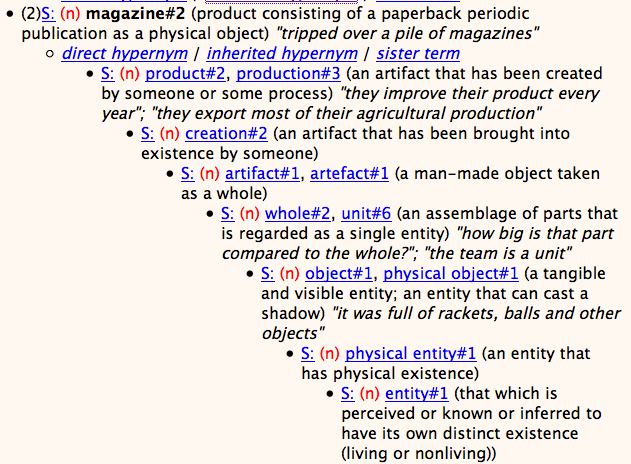 • (2)S: (n) magazine#2 (product consisting of a paperback periodic
publication as a physical object) "tripped over a pile of magazines"
○ direct hypernym / inherited hypernym / sister term
• S: (n) product#2, production#3 (an artifact that has been created
by someone or some process) "they improve their product every
year"; "they export most of their agricultural production"
• S: (n) creation#2 (an artifact that has been brought into
existence by someone)
• S: (n) artifact#1, artefact#1 (a man-made object taken
as a whole)
• S: (n) whole#2, unit#6 (an assemblage of parts that
is regarded as a single entity) "how big is that part
compared to the whole?"; "the team is a unit"
• S: (n) object#1, physical object#1 (a tangible
and visible entity; an entity that can cast a
shadow) "it was full of rackets, balls and other
objects"
• S: (n) physical entity#1 (an entity that
has physical existence)
• S: (n) entity#1 (that which is
perceived or known or inferred to
have its own distinct existence
(living or nonliving))